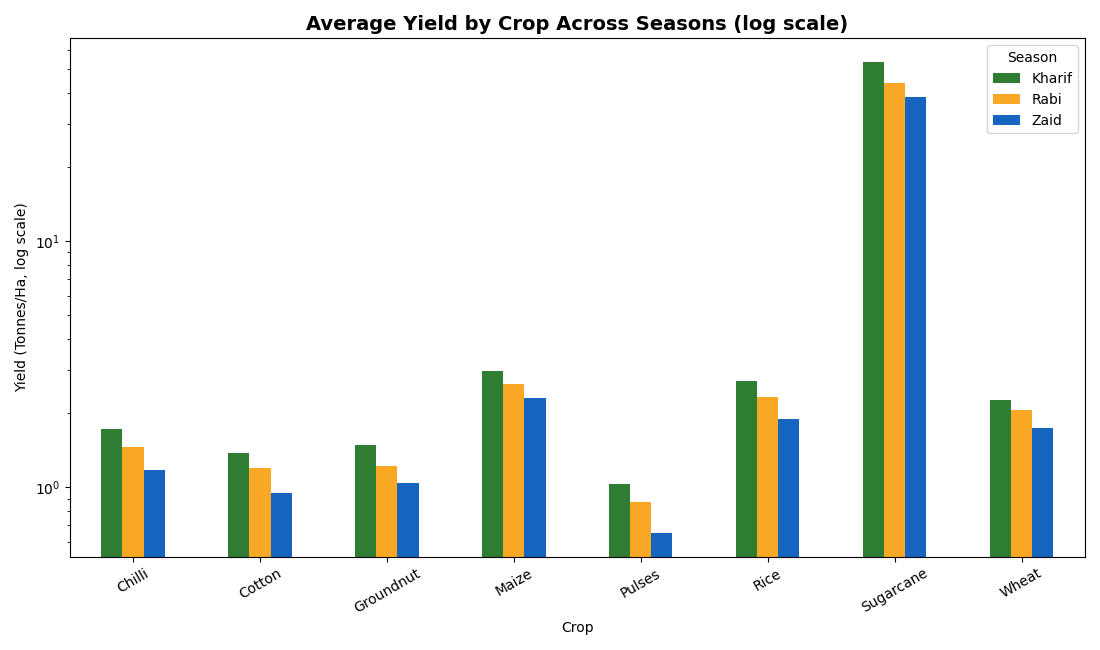 Average Yield by Crop Across Seasons (log scale)
Season
Kharif
Rabi
Zaid
Yield (Tonnes/Ha, log scale)
10¹
10⁰
Chilli
Cotton
Groundnut
Maize
Pulses
Rice
Sugarcane
Wheat
Crop